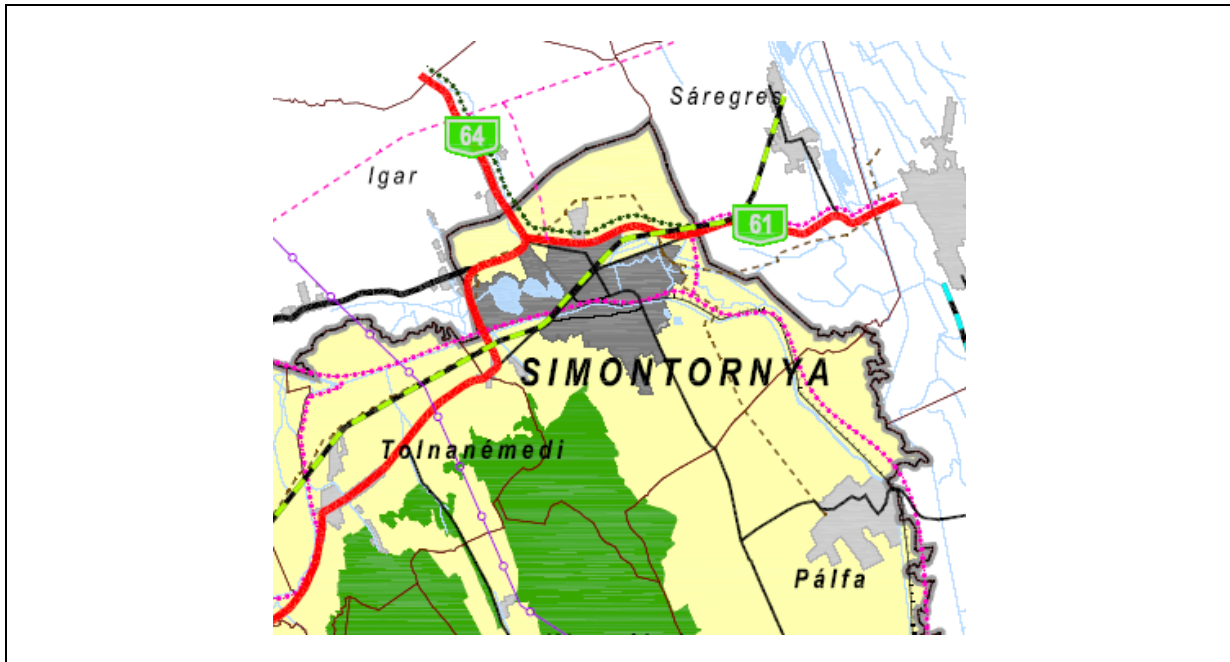 Sáregres
64
Igar
61
SIMONTORNYA
Tolnanémedi
Pálfa